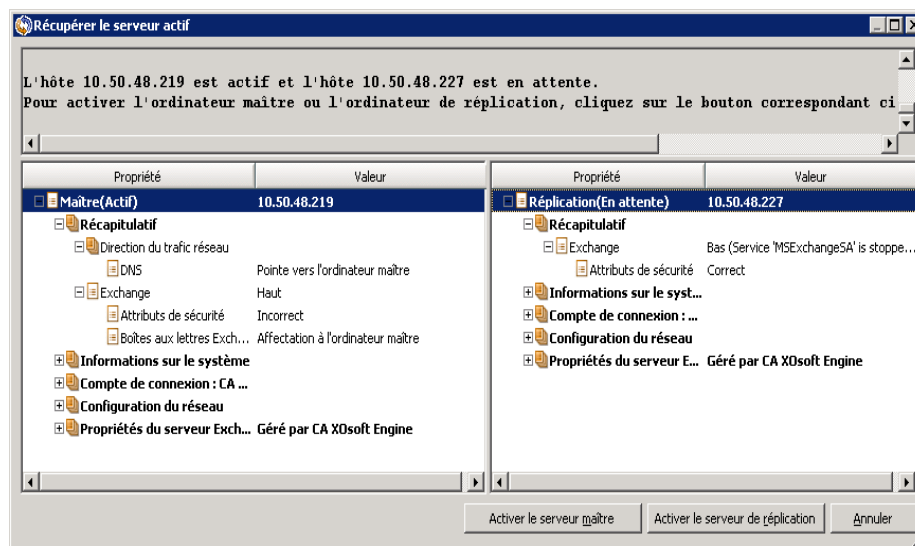 Récupérer le serveur actif
L'hôte 10.50.48.219 est actif et l'hôte 10.50.48.227 est en attente.
Pour activer l'ordinateur maître ou l'ordinateur de réplication, cliquez sur le bouton correspondant ci
Propriété Valeur
Maître(Actif) 10.50.48.219
Récapitulatif
Direction du trafic réseau
DNS Pointe vers l'ordinateur maître
Exchange Haut
Attributs de sécurité Incorrect
Boîtes aux lettres Exch... Affectation à l'ordinateur maître
Informations sur le système
Compte de connexion : CA ...
Configuration du réseau
Propriétés du serveur Exch... Géré par CA XOsoft Engine
Propriété Valeur
Réplication(En attente) 10.50.48.227
Récapitulatif
Exchange Bas (Service 'MSExchangeSA' is stoppe...
Attributs de sécurité Correct
Informations sur le syst...
Compte de connexion : ...
Configuration du réseau
Propriétés du serveur E... Géré par CA XOsoft Engine
Activer le serveur maître Activer le serveur de réplication Annuler